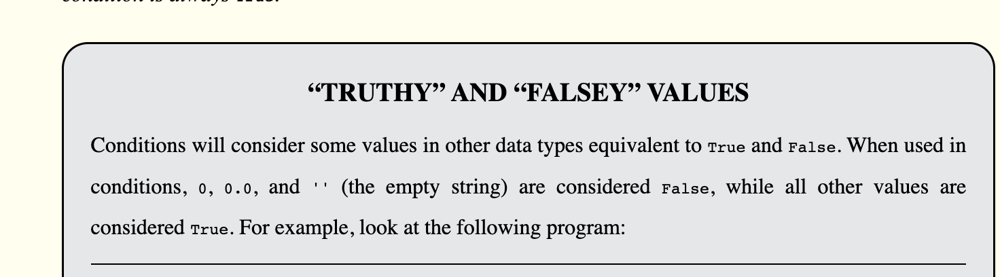 condition is always True.
“TRUTHY” AND “FALSEY” VALUES
Conditions will consider some values in other data types equivalent to True and False. When used in
conditions, 0, 0.0, and '' (the empty string) are considered False, while all other values are
considered True. For example, look at the following program: